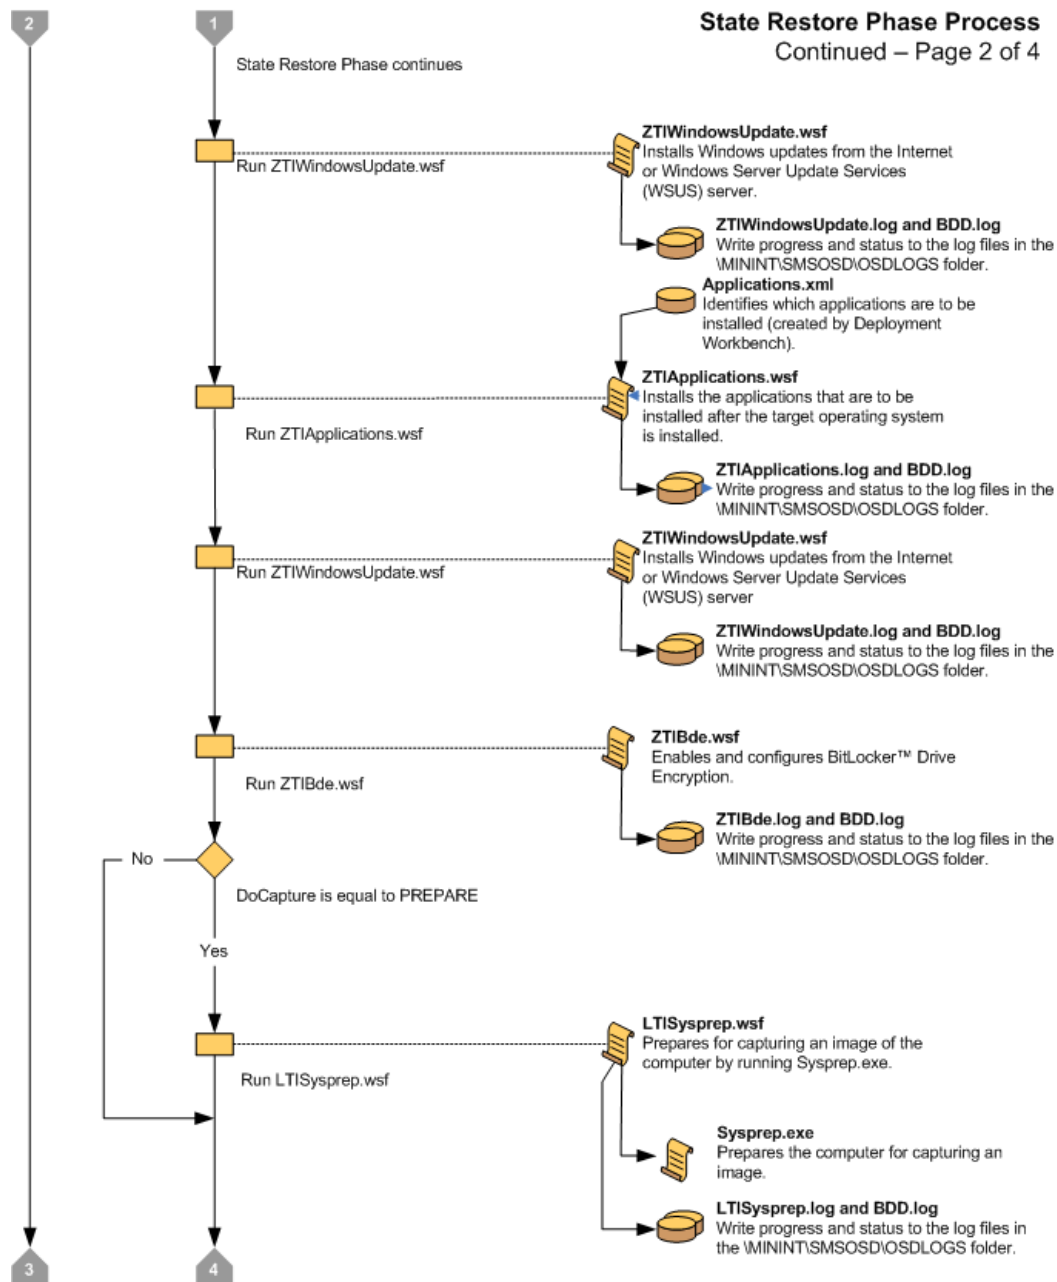 2
1
State Restore Phase Process
Continued – Page 2 of 4
State Restore Phase continues
ZTIWindowsUpdate.wsf
Installs Windows updates from the Internet
or Windows Server Update Services
(WSUS) server.
Run ZTIWindowsUpdate.wsf
ZTIWindowsUpdate.log and BDD.log
Write progress and status to the log files in the
\MININT\SMSOSD\OSDLOGS folder.
Applications.xml
Identifies which applications are to be
installed (created by Deployment
Workbench).
ZTIApplications.wsf
Installs the applications that are to be
installed after the target operating system
is installed.
Run ZTIApplications.wsf
ZTIApplications.log and BDD.log
Write progress and status to the log files in the
\MININT\SMSOSD\OSDLOGS folder.
ZTIWindowsUpdate.wsf
Installs Windows updates from the Internet
or Windows Server Update Services
(WSUS) server
Run ZTIWindowsUpdate.wsf
ZTIWindowsUpdate.log and BDD.log
Write progress and status to the log files in the
\MININT\SMSOSD\OSDLOGS folder.
ZTIBde.wsf
Enables and configures BitLocker™ Drive
Encryption.
Run ZTIBde.wsf
ZTIBde.log and BDD.log
Write progress and status to the log files in the
\MININT\SMSOSD\OSDLOGS folder.
No
DoCapture is equal to PREPARE
Yes
LTISysprep.wsf
Prepares for capturing an image of the
computer by running Sysprep.exe.
Run LTISysprep.wsf
Sysprep.exe
Prepares the computer for capturing an
image.
LTISysprep.log and BDD.log
Write progress and status to the log files in
the \MININT\SMSOSD\OSDLOGS folder.
3
4